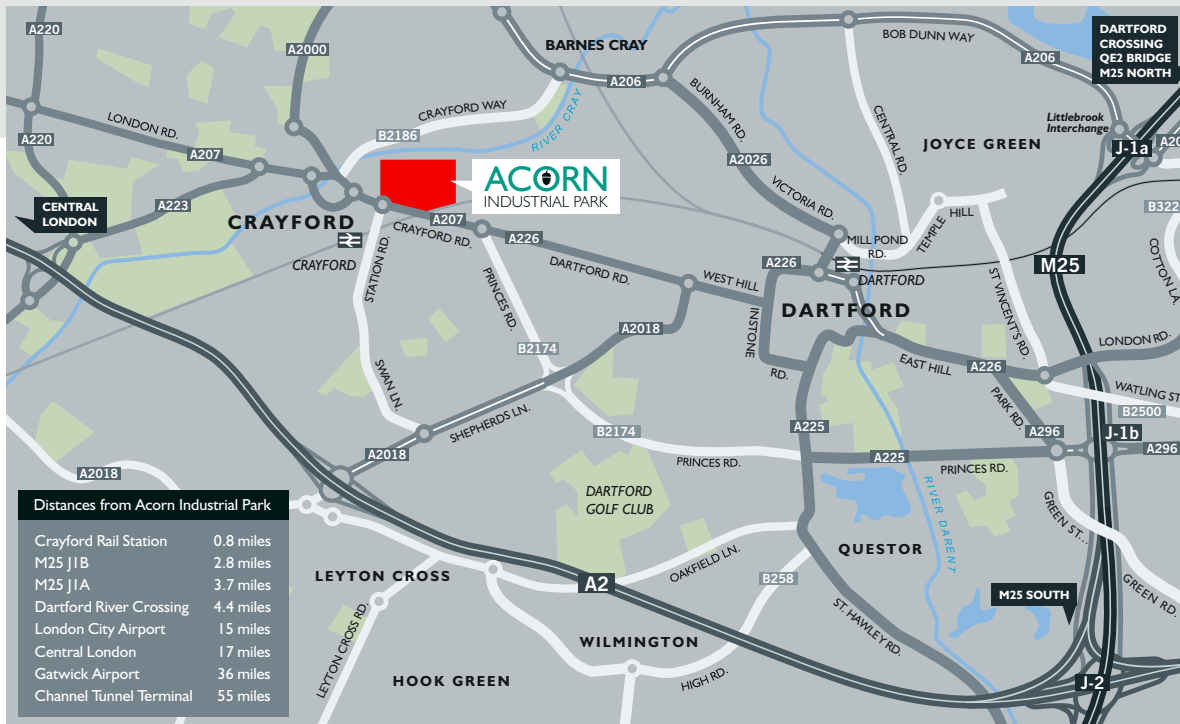 A220
A2000
BARNES CRAY
BOB DUNN WAY
A206
DARTFORD
CROSSING
QE2 BRIDGE
M25 NORTH
A206
CRAYFORD WAY
BURNHAM RD.
LONDON RD.
A220
A207
B2186
RIVER CRAY
CENTRAL RD.
Littlebrook
Interchange
JOYCE GREEN
J-1a
A20
A2026
ACORN
INDUSTRIAL PARK
CENTRAL
LONDON
A223
CRAYFORD
A207
CRAYFORD RD.
A226
VICTORIA RD.
TEMPLE
HILL
B322
MILL POND
RD.
CRAYFORD
STATION RD.
DARTFORD RD.
WEST HILL
A226
DARTFORD
M25
COTTON LA.
PRINCES RD.
DARTFORD
INSTONE
RD.
ST VINCENT'S RD.
A2018
B2174
LONDON RD.
EAST HILL
A226
SWAN LN.
PARK RD.
WATLING ST
B2500
SHEPHERDS LN.
B2174
A225
A296
J-1b
A296
A2018
A2018
PRINCES RD.
A225
PRINCES RD.
DARTFORD
GOLF CLUB
RIVER DARENT
GREEN ST...
Distances from Acorn Industrial Park
Crayford Rail Station 0.8 miles
M25 J1B 2.8 miles
M25 J1A 3.7 miles
Dartford River Crossing 4.4 miles
London City Airport 15 miles
Central London 17 miles
Gatwick Airport 36 miles
Channel Tunnel Terminal 55 miles
LEYTON CROSS
A2
OAKFIELD LN.
QUESTOR
B258
M25 SOUTH
GREEN RD.
LEYTON CROSS RD.
WILMINGTON
ST. HAWLEY RD.
HOOK GREEN
HIGH RD.
J-2